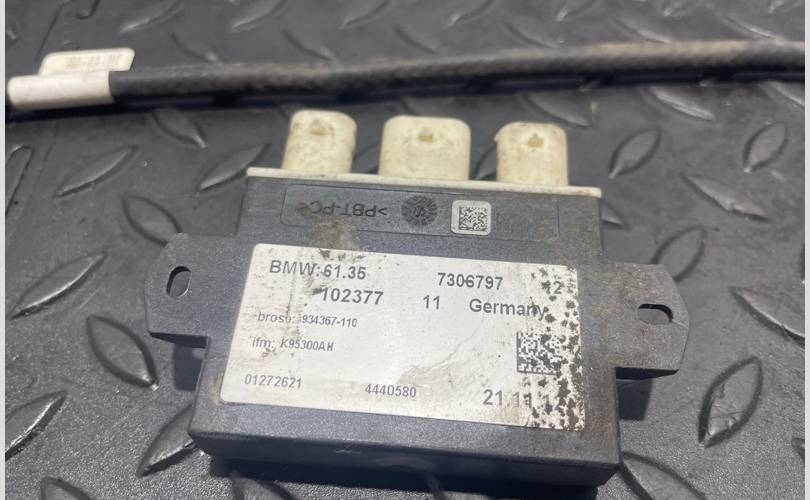 >PBT-PC<
BMW: 61.35 7306797 12
102377 11 Germany
brose: 934367-110
ifm: K95300AH
01272621 4440580 21.11.1